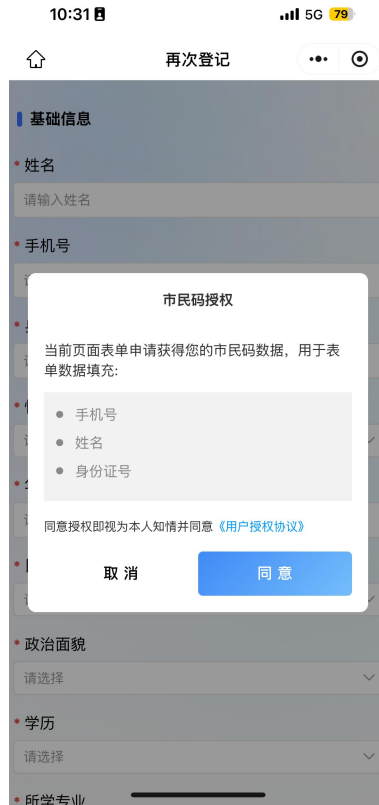 10:31
5G 79
再次登记
基础信息
* 姓名
请输入姓名
* 手机号
市民码授权
当前页面表单申请获得您的市民码数据，用于表
单数据填充:
手机号
姓名
身份证号
同意授权即视为本人知情并同意《用户授权协议》
取消
同意
* 政治面貌
请选择
* 学历
请选择
* 所学专业